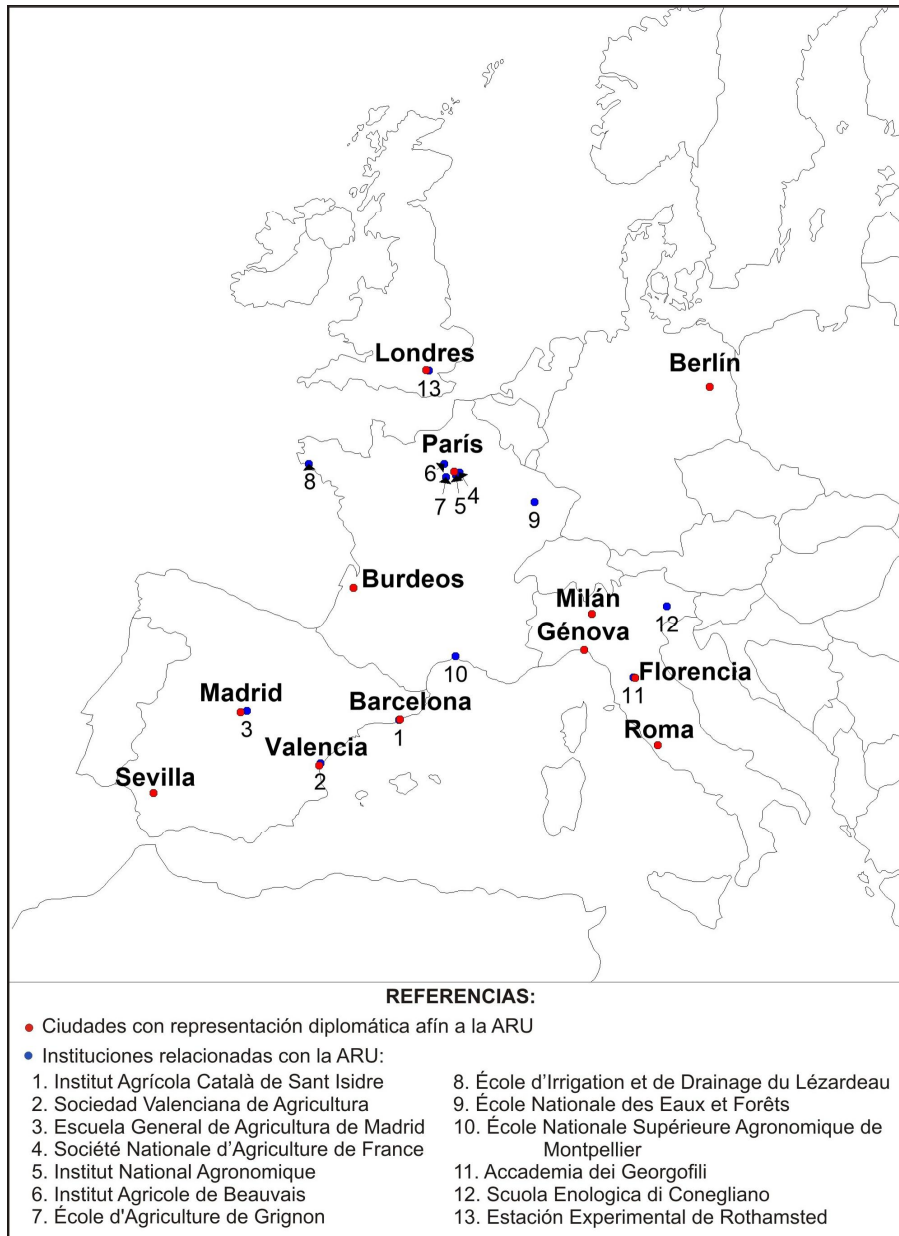 Londres
13
Berlín
París
6
4
5
7
8
9
Burdeos
Milán
12
Génova
10
Florencia
11
Madrid
3
Barcelona
1
Roma
Valencia
2
Sevilla
REFERENCIAS:
Ciudades con representación diplomática afín a la ARU
Instituciones relacionadas con la ARU:
1. Institut Agrícola Català de Sant Isidre
2. Sociedad Valenciana de Agricultura
3. Escuela General de Agricultura de Madrid
4. Société Nationale d'Agriculture de France
5. Institut National Agronomique
6. Institut Agricole de Beauvais
7. École d'Agriculture de Grignon
8. École d'Irrigation et de Drainage du Lézardeau
9. École Nationale des Eaux et Forêts
10. École Nationale Supérieure Agronomique de
Montpellier
11. Accademia dei Georgofili
12. Scuola Enologica di Conegliano
13. Estación Experimental de Rothamsted